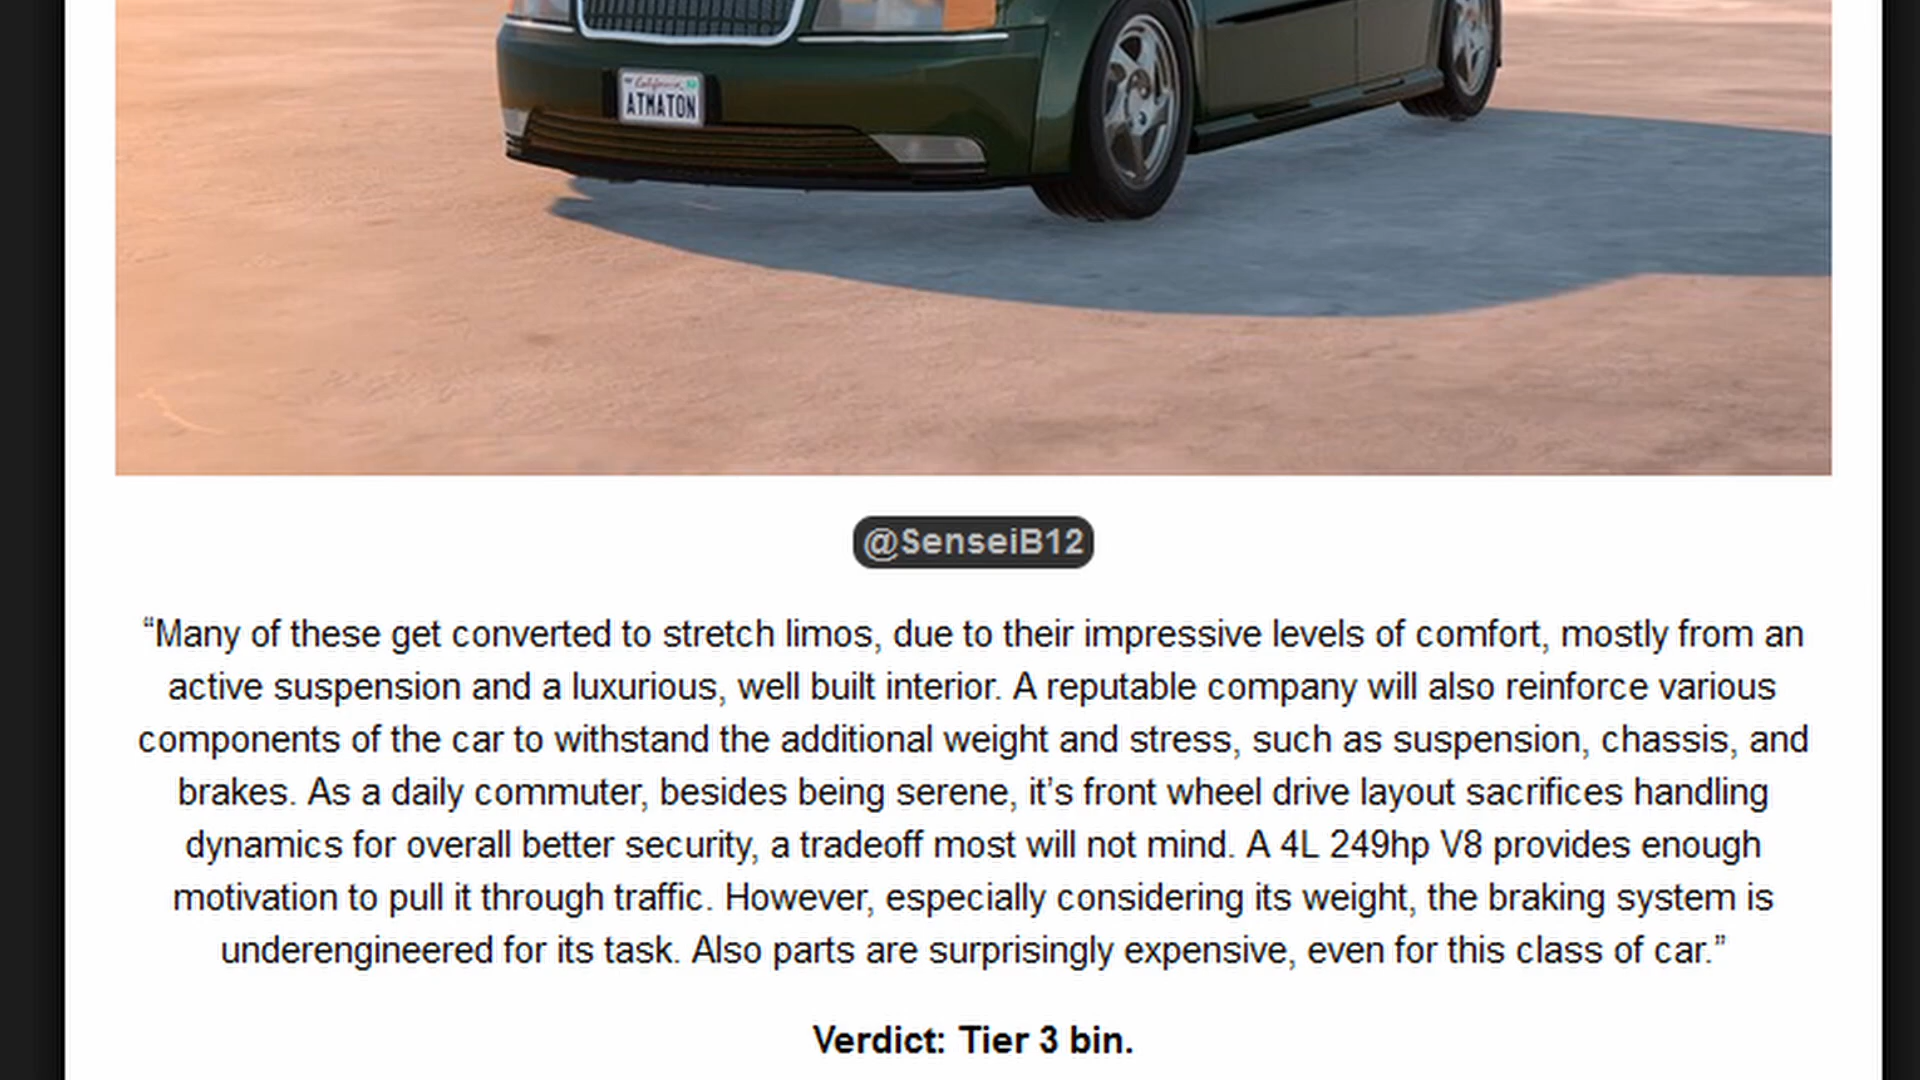 California
ATMATON
@SenseiB12
“Many of these get converted to stretch limos, due to their impressive levels of comfort, mostly from an
active suspension and a luxurious, well built interior. A reputable company will also reinforce various
components of the car to withstand the additional weight and stress, such as suspension, chassis, and
brakes. As a daily commuter, besides being serene, it’s front wheel drive layout sacrifices handling
dynamics for overall better security, a tradeoff most will not mind. A 4L 249hp V8 provides enough
motivation to pull it through traffic. However, especially considering its weight, the braking system is
underengineered for its task. Also parts are surprisingly expensive, even for this class of car.”
Verdict: Tier 3 bin.